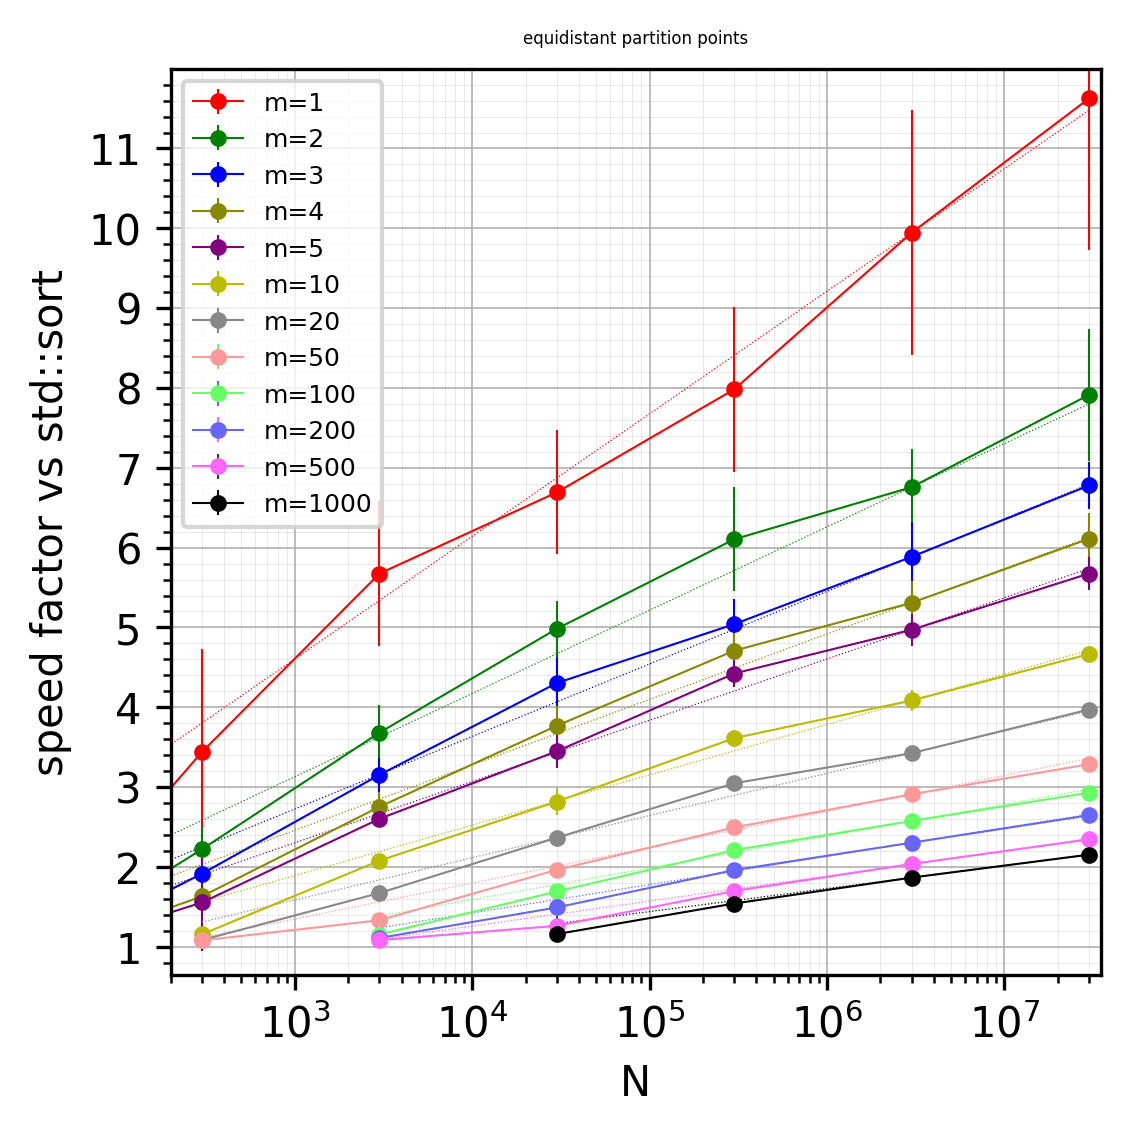 equidistant partition points
speed factor vs std::sort
11
10
9
8
7
6
5
4
3
2
1
m=1
m=2
m=3
m=4
m=5
m=10
m=20
m=50
m=100
m=200
m=500
m=1000
10³ 10⁴ 10⁵ 10⁶ 10⁷
N